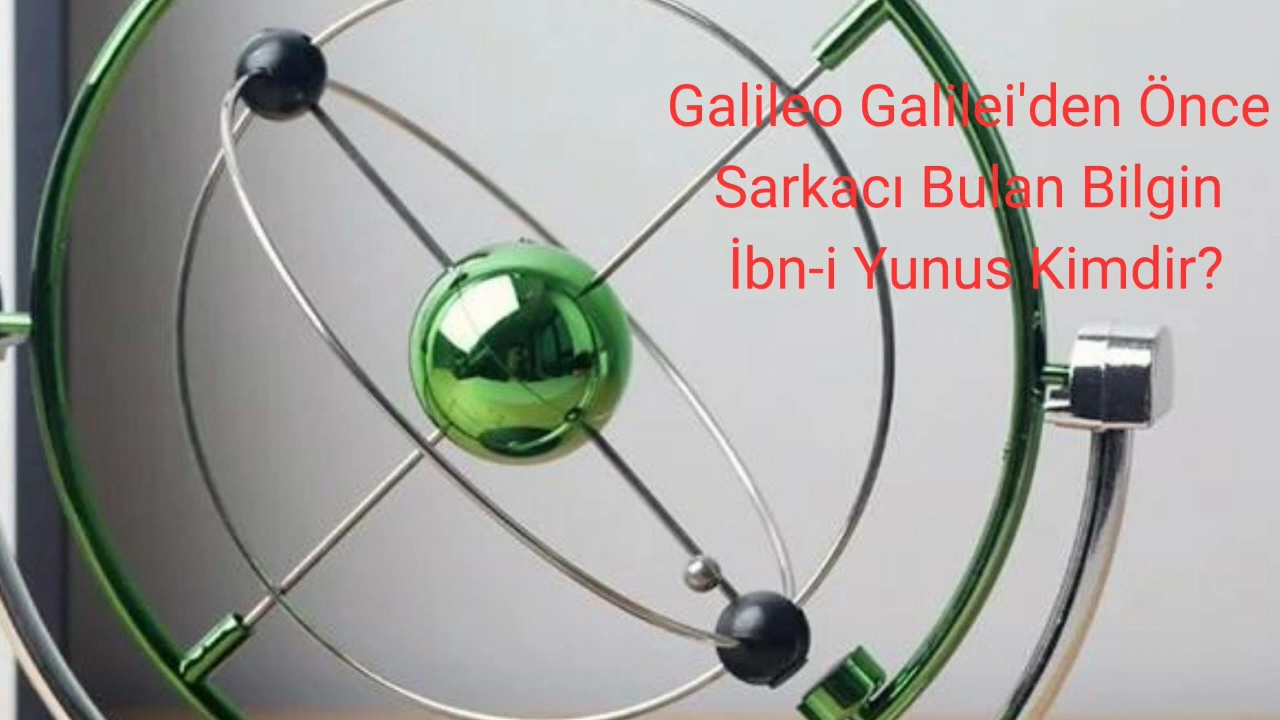 Galileo Galilei'den Önce
Sarkacı Bulan Bilgin
İbn-i Yunus Kimdir?